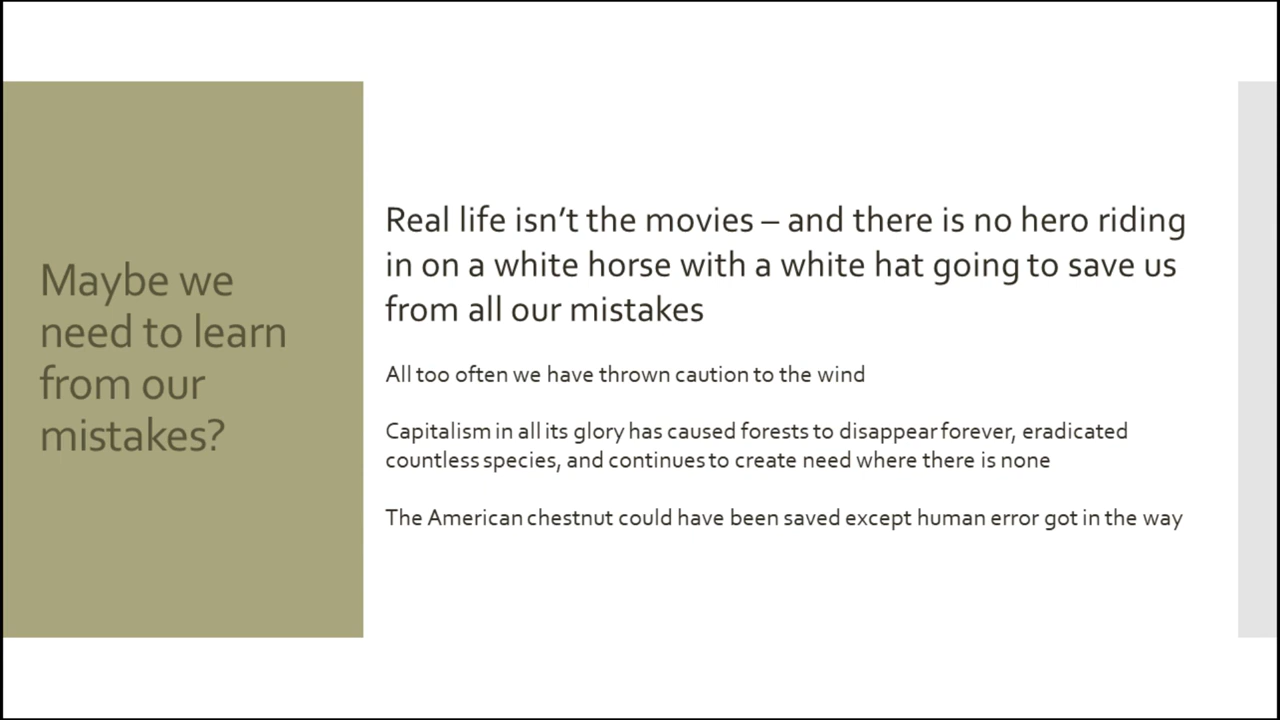 Maybe we
need to learn
from our
mistakes?
Real life isn’t the movies – and there is no hero riding
in on a white horse with a white hat going to save us
from all our mistakes
All too often we have thrown caution to the wind
Capitalism in all its glory has caused forests to disappear forever, eradicated
countless species, and continues to create need where there is none
The American chestnut could have been saved except human error got in the way